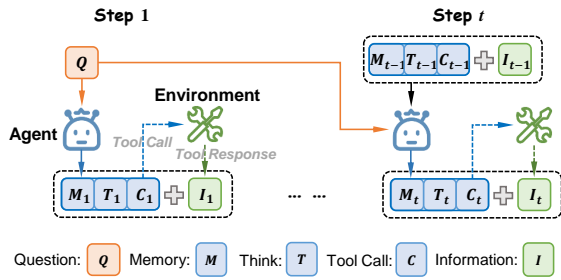 Step 1
Step t
Q
M_{t-1} T_{t-1} C_{t-1} I_{t-1}
Environment
Agent
Tool Call
Tool Response
M_1 T_1 C_1 I_1
... ...
M_t T_t C_t I_t
Question: Q Memory: M Think: T Tool Call: C Information: I